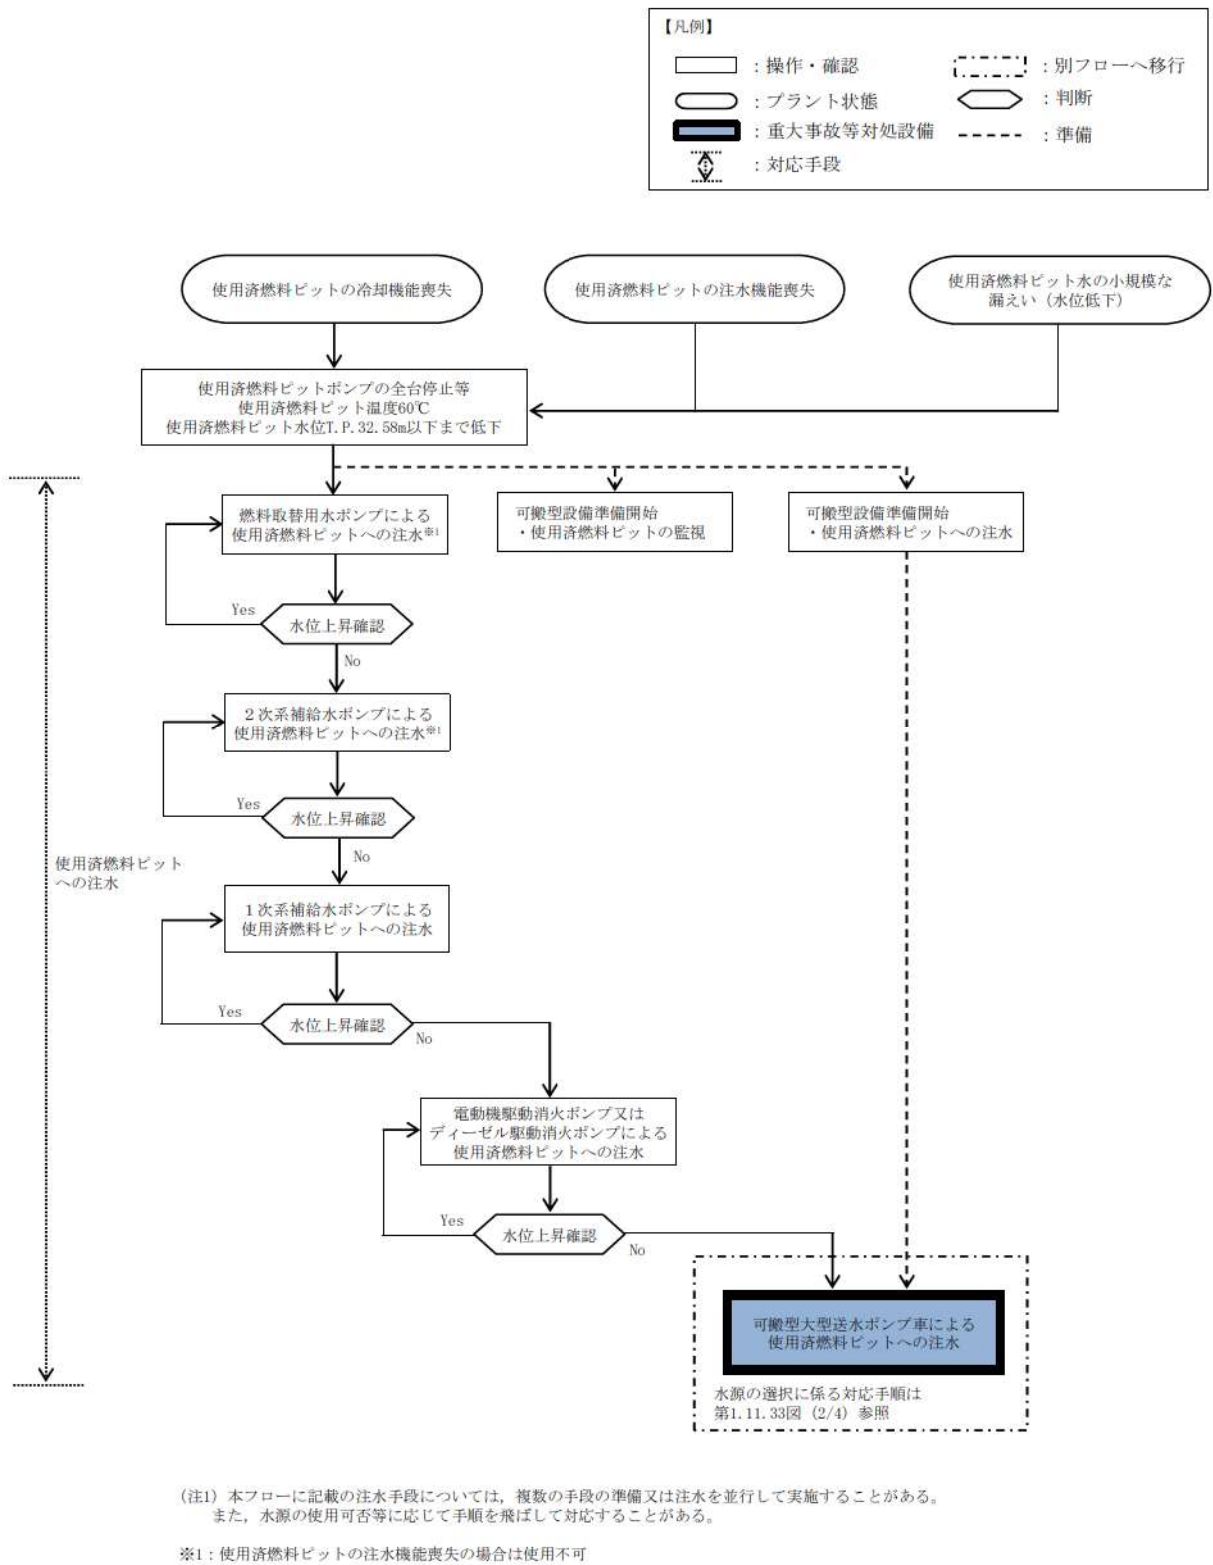 【凡例】
：操作・確認
：別フローへ移行
：プラント状態
：判断
：重大事故等対処設備
：準備
：対応手段
使用済燃料ピットの冷却機能喪失
使用済燃料ピットの注水機能喪失
使用済燃料ピット水の小規模な
漏えい（水位低下）
使用済燃料ピットポンプの全台停止等
使用済燃料ピット温度60℃
使用済燃料ピット水位T.P.32.58m以下まで低下
燃料取替用水ポンプによる
使用済燃料ピットへの注水※1
可搬型設備準備開始
・使用済燃料ピットの監視
可搬型設備準備開始
・使用済燃料ピットへの注水
Yes
水位上昇確認
No
２次系補給水ポンプによる
使用済燃料ピットへの注水※1
Yes
水位上昇確認
No
使用済燃料ピット
への注水
１次系補給水ポンプによる
使用済燃料ピットへの注水
Yes
水位上昇確認
No
電動機駆動消火ポンプ又は
ディーゼル駆動消火ポンプによる
使用済燃料ピットへの注水
Yes
水位上昇確認
No
可搬型大型送水ポンプ車による
使用済燃料ピットへの注水
水源の選択に係る対応手順は
第1.11.33図（2/4）参照
（注1）本フローに記載の注水手段については，複数の手段の準備又は注水を並行して実施することがある。
また，水源の使用可否等に応じて手順を飛ばして対応することがある。
※1：使用済燃料ピットの注水機能喪失の場合は使用不可